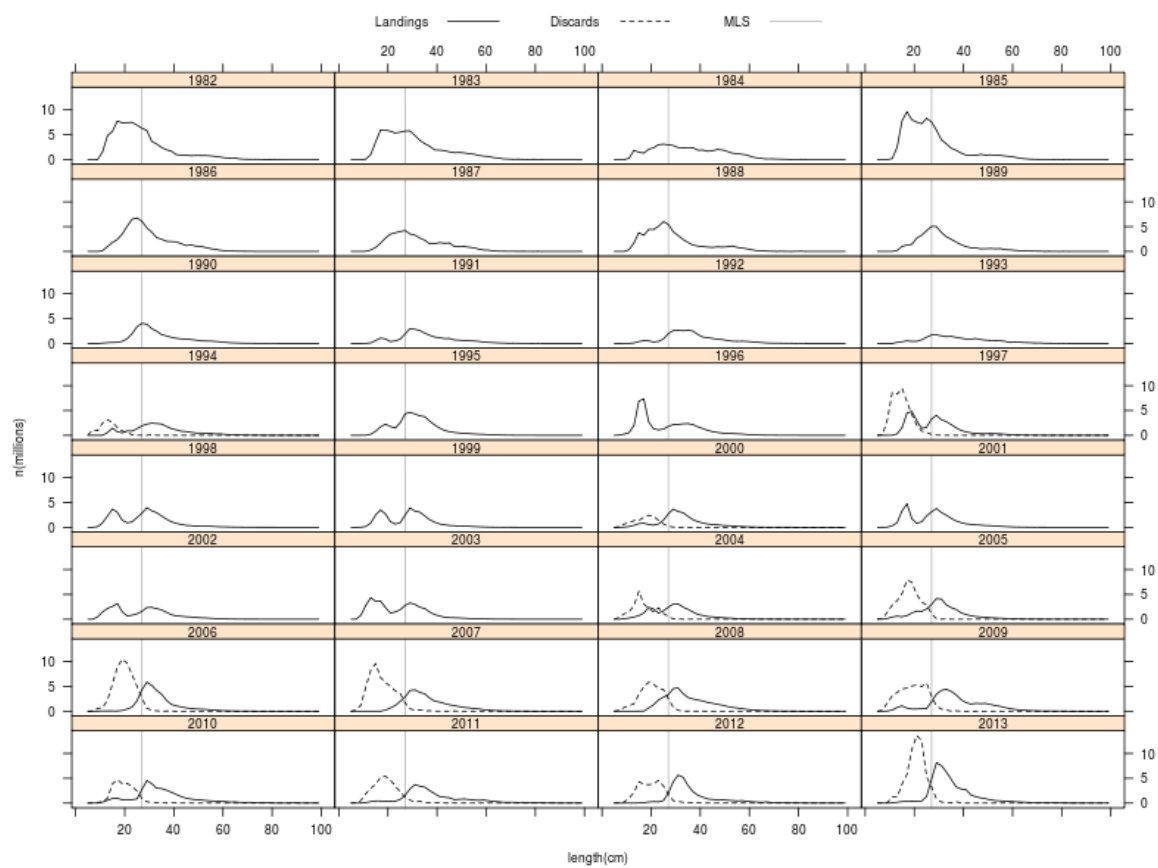 Landings Discards MLS
20 40 60 80 100 20 40 60 80 100
1982 1983 1984 1985
10
5
0
1986 1987 1988 1989
10
5
0
1990 1991 1992 1993
10
5
0
1994 1995 1996 1997
10
5
0
1998 1999 2000 2001
10
5
0
2002 2003 2004 2005
10
5
0
2006 2007 2008 2009
10
5
0
2010 2011 2012 2013
10
5
0
20 40 60 80 100 20 40 60 80 100
n(millions)
length(cm)